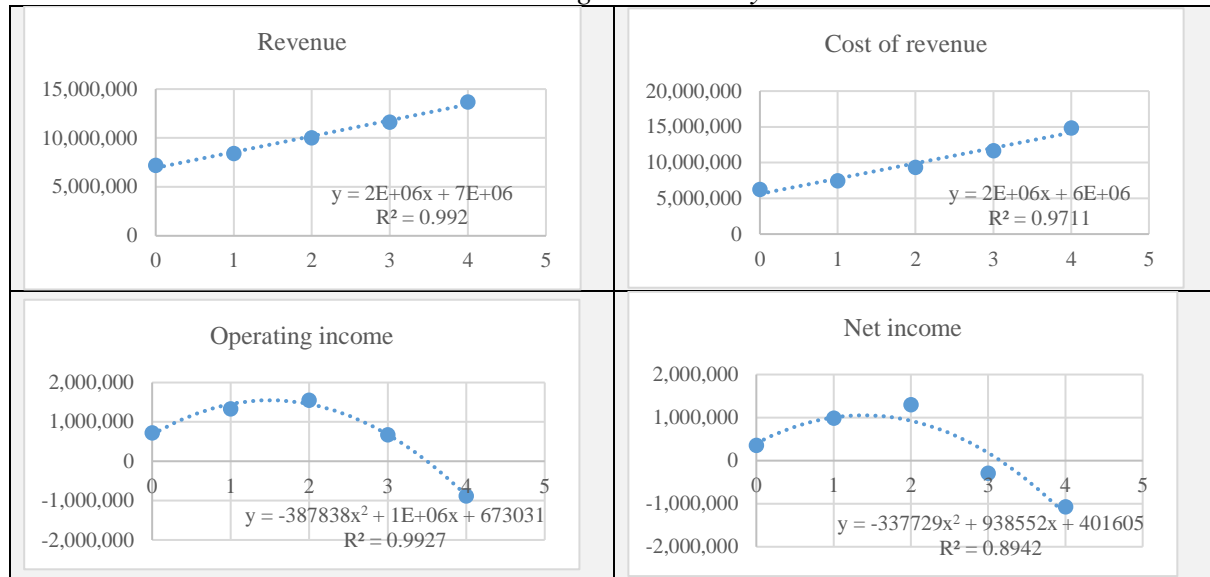 Revenue
15,000,000
10,000,000
5,000,000
0
y = 2E+06x + 7E+06
R² = 0.992
0 1 2 3 4 5
Cost of revenue
20,000,000
15,000,000
10,000,000
5,000,000
0
y = 2E+06x + 6E+06
R² = 0.9711
0 1 2 3 4 5
Operating income
2,000,000
1,000,000
0
-1,000,000
-2,000,000
0 1 2 3 4 5
y = -387838x² + 1E+06x + 673031
R² = 0.9927
Net income
2,000,000
1,000,000
0
-1,000,000
-2,000,000
0 1 2 3 4 5
y = -337729x² + 938552x + 401605
R² = 0.8942